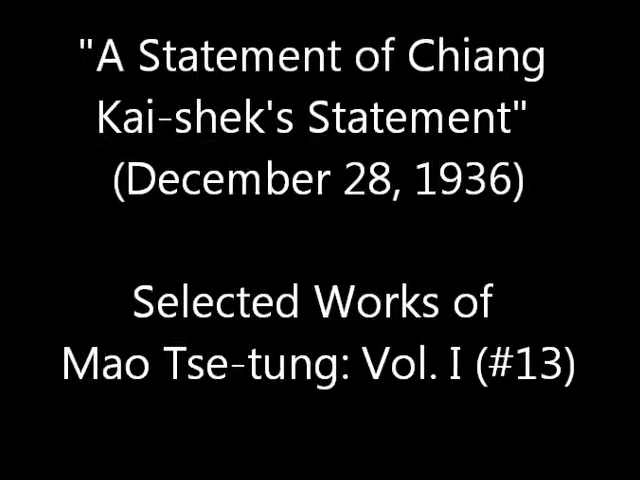 "A Statement of Chiang
Kai-shek's Statement"
(December 28, 1936)
Selected Works of
Mao Tse-tung: Vol. I (#13)